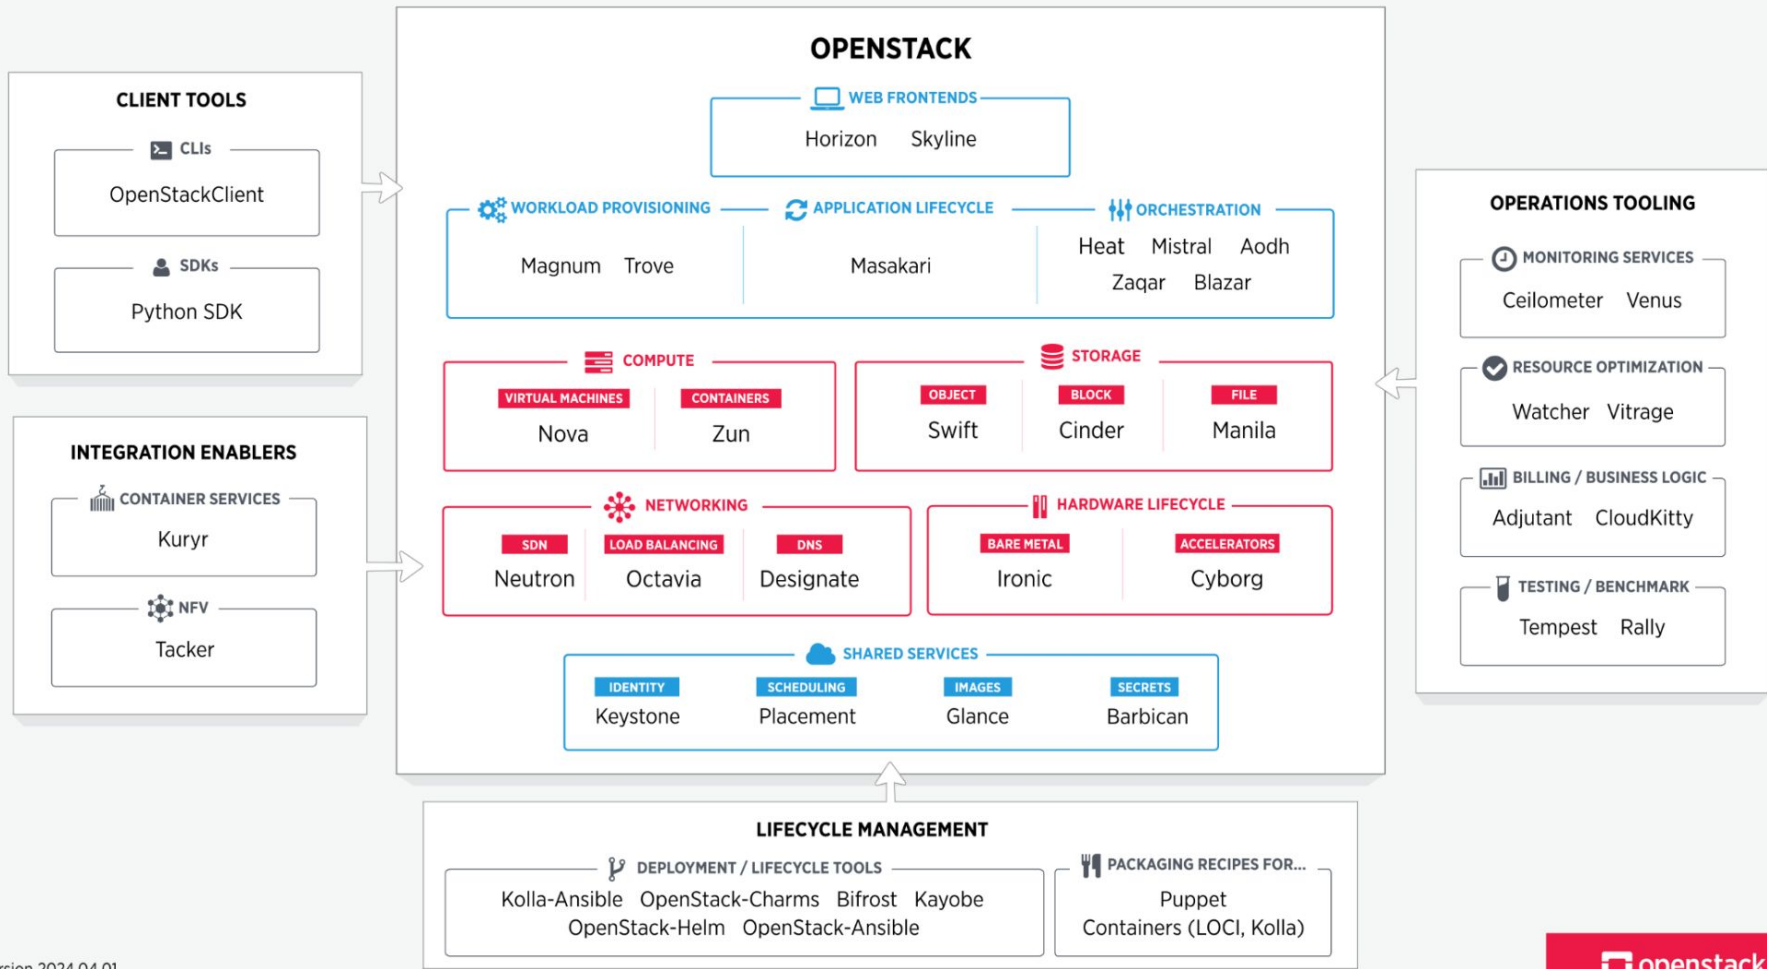 OPENSTACK
WEB FRONTENDS
Horizon Skyline
WORKLOAD PROVISIONING
Magnum Trove
APPLICATION LIFECYCLE
Masakari
ORCHESTRATION
Heat Mistral Aodh
Zaqar Blazar
COMPUTE
VIRTUAL MACHINES
Nova
CONTAINERS
Zun
STORAGE
OBJECT
Swift
BLOCK
Cinder
FILE
Manila
NETWORKING
SDN
Neutron
LOAD BALANCING
Octavia
DNS
Designate
HARDWARE LIFECYCLE
BARE METAL
Ironic
ACCELERATORS
Cyborg
SHARED SERVICES
IDENTITY
Keystone
SCHEDULING
Placement
IMAGES
Glance
SECRETS
Barbican
CLIENT TOOLS
CLIs
OpenStackClient
SDKs
Python SDK
INTEGRATION ENABLERS
CONTAINER SERVICES
Kuryr
NFV
Tacker
OPERATIONS TOOLING
MONITORING SERVICES
Ceilometer Venus
RESOURCE OPTIMIZATION
Watcher Vitrage
BILLING / BUSINESS LOGIC
Adjutant CloudKitty
TESTING / BENCHMARK
Tempest Rally
LIFECYCLE MANAGEMENT
DEPLOYMENT / LIFECYCLE TOOLS
Kolla-Ansible OpenStack-Charms Bifrost Kayobe
OpenStack-Helm OpenStack-Ansible
PACKAGING RECIPES FOR...
Puppet
Containers (LOCI, Kolla)
openstack